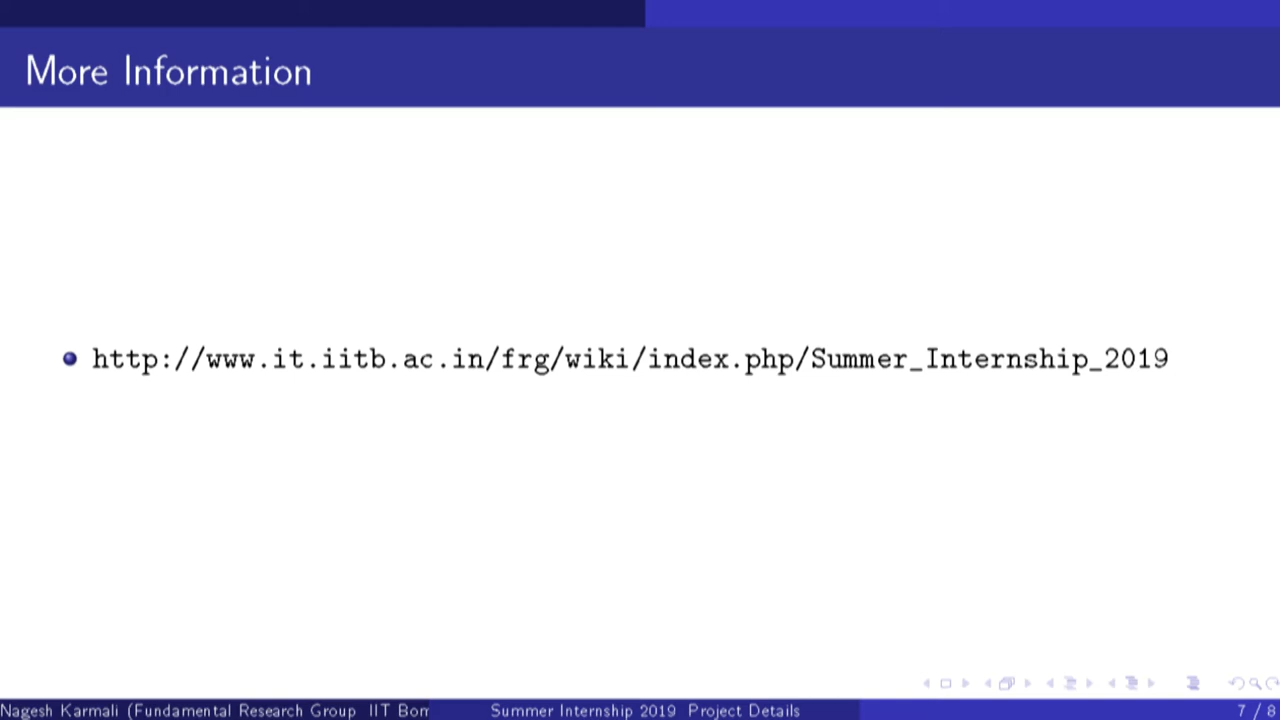 More Information
http://www.it.iitb.ac.in/frg/wiki/index.php/Summer_Internship_2019
Nagesh Karmali (Fundamental Research Group IIT Bom Summer Internship 2019 Project Details 7 / 8